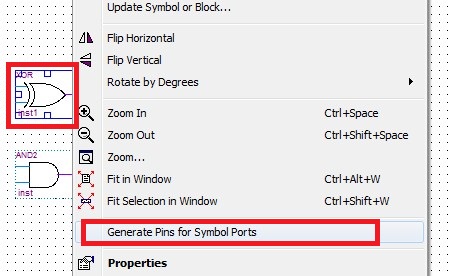 Update Symbol or Block...
Flip Horizontal
Flip Vertical
Rotate by Degrees
XOR
inst1
Zoom In Ctrl+Space
Zoom Out Ctrl+Shift+Space
AND2
Zoom...
Fit in Window Ctrl+Alt+W
inst
Fit Selection in Window Ctrl+Shift+W
Generate Pins for Symbol Ports
Properties